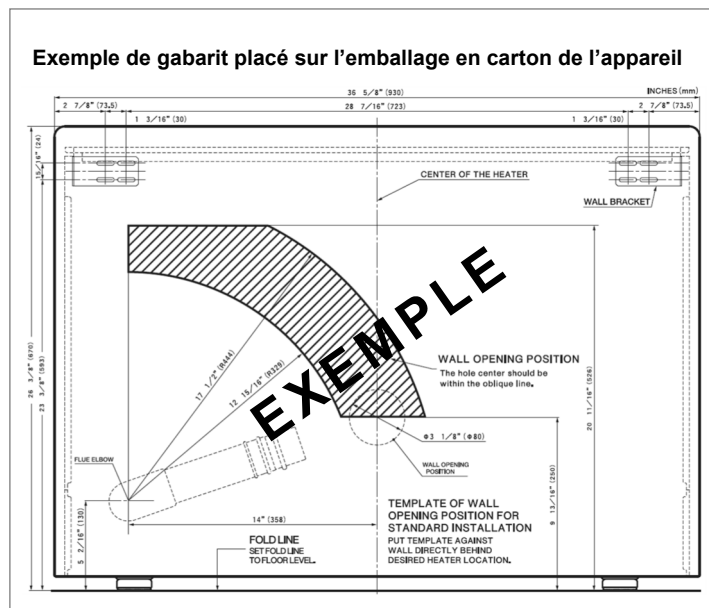 Exemple de gabarit placé sur l’emballage en carton de l’appareil
36 5/8" (930)
INCHES (mm)
2 7/8" (73.5)
28 7/16" (723)
2 7/8" (73.5)
1 3/16" (30)
1 3/16" (30)
15/16" (24)
CENTER OF THE HEATER
WALL BRACKET
EXEMPLE
WALL OPENING POSITION
The hole center should be
within the oblique line.
17 1/2" (R444)
12 15/16" (R329)
26 3/8" (670)
23 3/8" (593)
20 11/16" (526)
Φ3 1/8" (Φ80)
FLUE ELBOW
WALL OPENING
POSITION
9 13/16" (250)
5 2/16" (130)
14" (358)
TEMPLATE OF WALL
OPENING POSITION FOR
STANDARD INSTALLATION
PUT TEMPLATE AGAINST
WALL DIRECTLY BEHIND
DESIRED HEATER LOCATION.
FOLD LINE
SET FOLD LINE
TO FLOOR LEVEL.